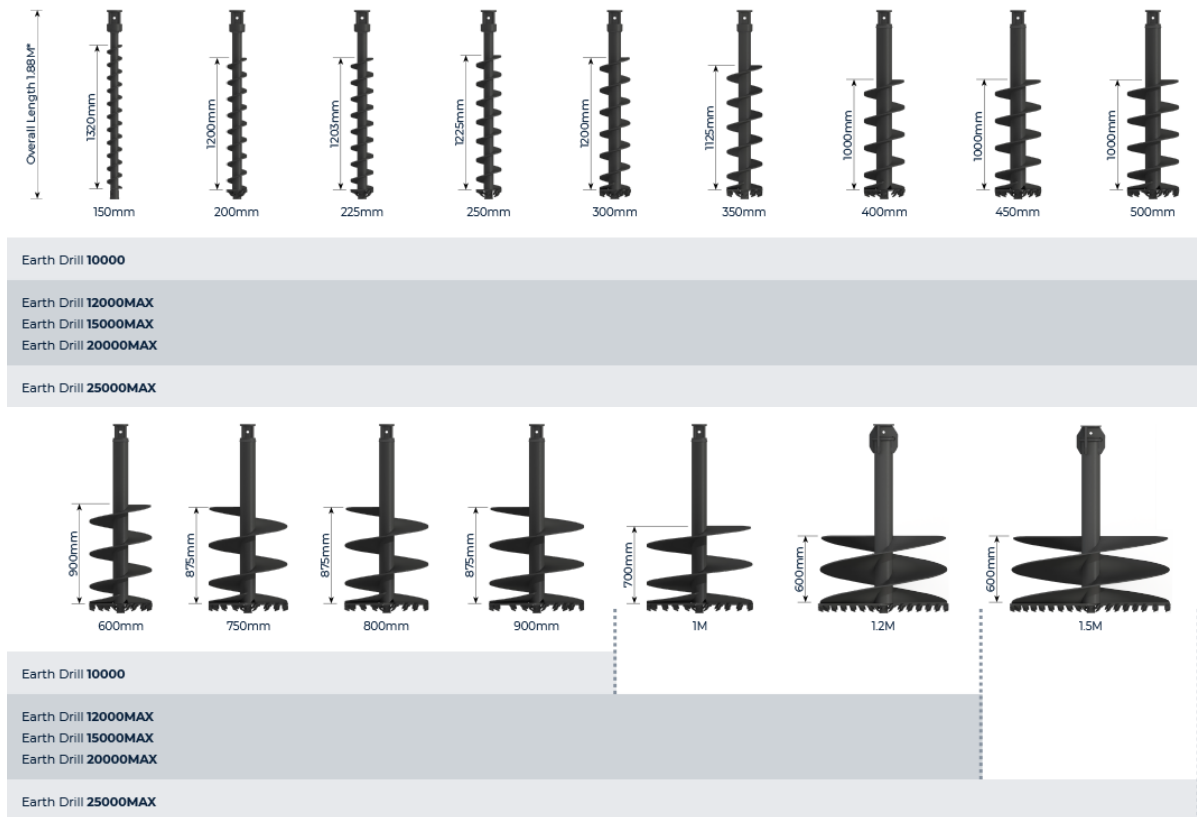 Overall Length 1.88M*
1320mm
1200mm
1203mm
1225mm
1200mm
1125mm
1000mm
1000mm
1000mm
150mm
200mm
225mm
250mm
300mm
350mm
400mm
450mm
500mm
Earth Drill 10000
Earth Drill 12000MAX
Earth Drill 15000MAX
Earth Drill 20000MAX
Earth Drill 25000MAX
900mm
875mm
875mm
875mm
700mm
600mm
600mm
600mm
750mm
800mm
900mm
1M
1.2M
1.5M
Earth Drill 10000
Earth Drill 12000MAX
Earth Drill 15000MAX
Earth Drill 20000MAX
Earth Drill 25000MAX